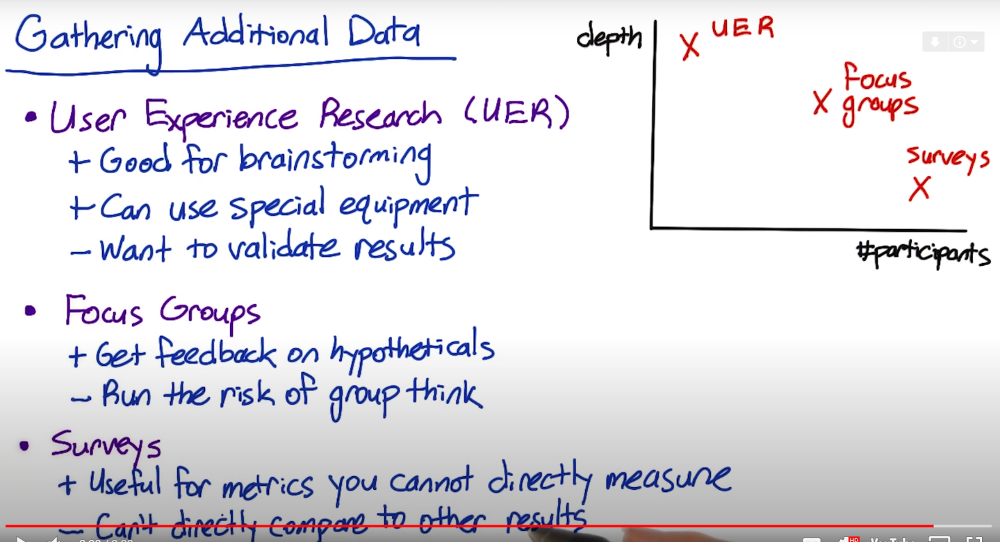 Gathering Additional Data
• User Experience Research (UER)
+ Good for brainstorming
+ Can use special equipment
- Want to validate results
• Focus Groups
+ Get feedback on hypotheticals
- Run the risk of group think
• Surveys
+ Useful for metrics you cannot directly measure
- Can't directly compare to other results
depth
X UER
Focus
X groups
surveys
X
#participants
HD
YouTube